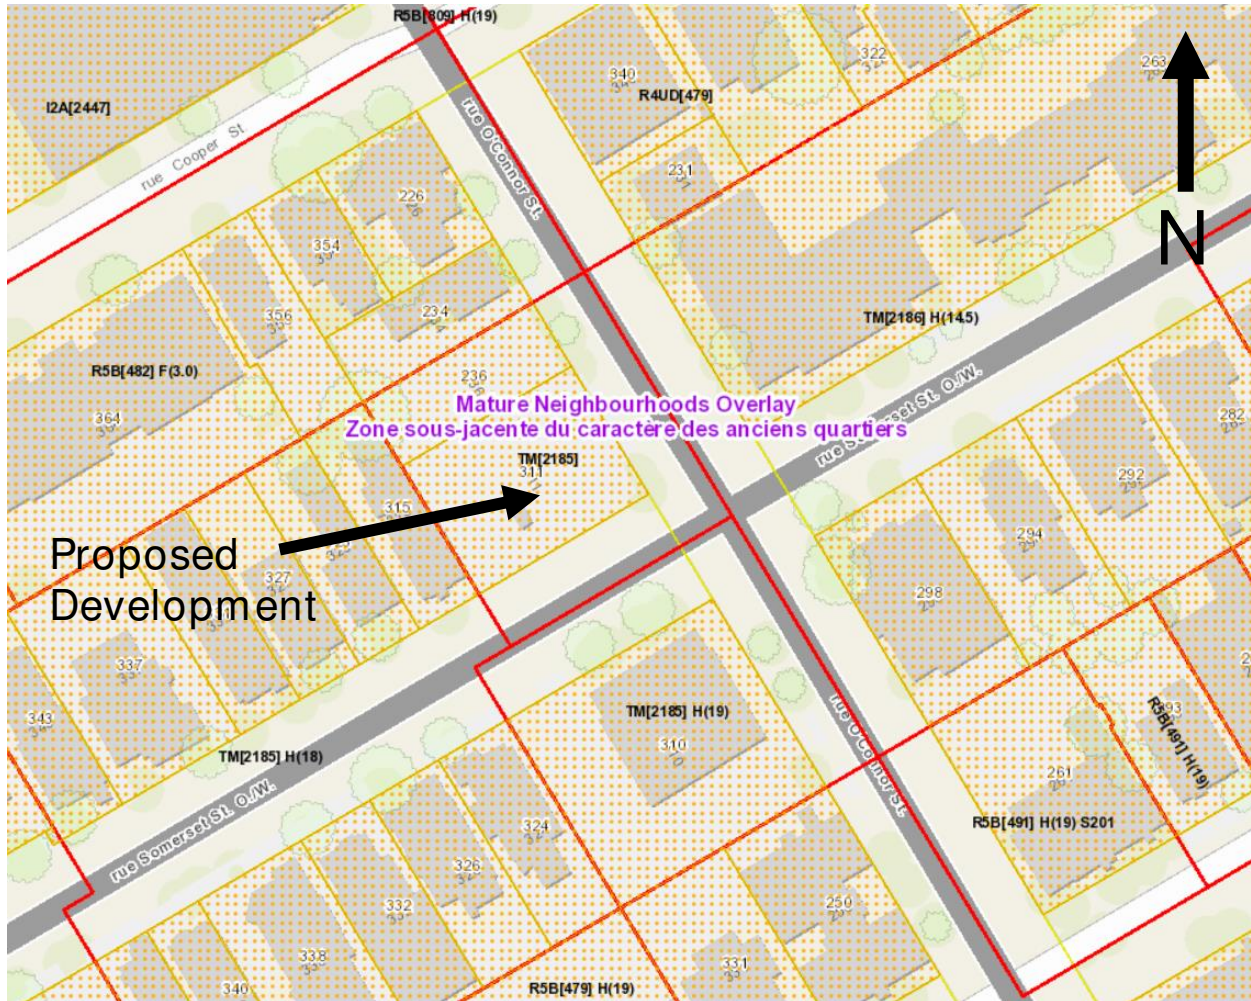 R5B[809] H(19)
I2A[2447]
rue Cooper St.
rue O'Connor St.
340
R4UD[479]
322
263
231
N
226
354
356
234
TM[2186] H(14.5)
R5B[482] F(3.0)
364
236
Mature Neighbourhoods Overlay
Zone sous-jacente du caractère des anciens quartiers
rue Somerset St. O./W.
282
TM[2185]
311
292
315
294
Proposed
Development
327
298
337
343
TM[2185] H(19)
310
rue O'Connor St.
R5B[491] H(19)
TM[2185] H(18)
261
R5B[491] H(19) S201
rue Somerset St. O./W.
324
326
332
250
338
331
340
R5B[479] H(19)